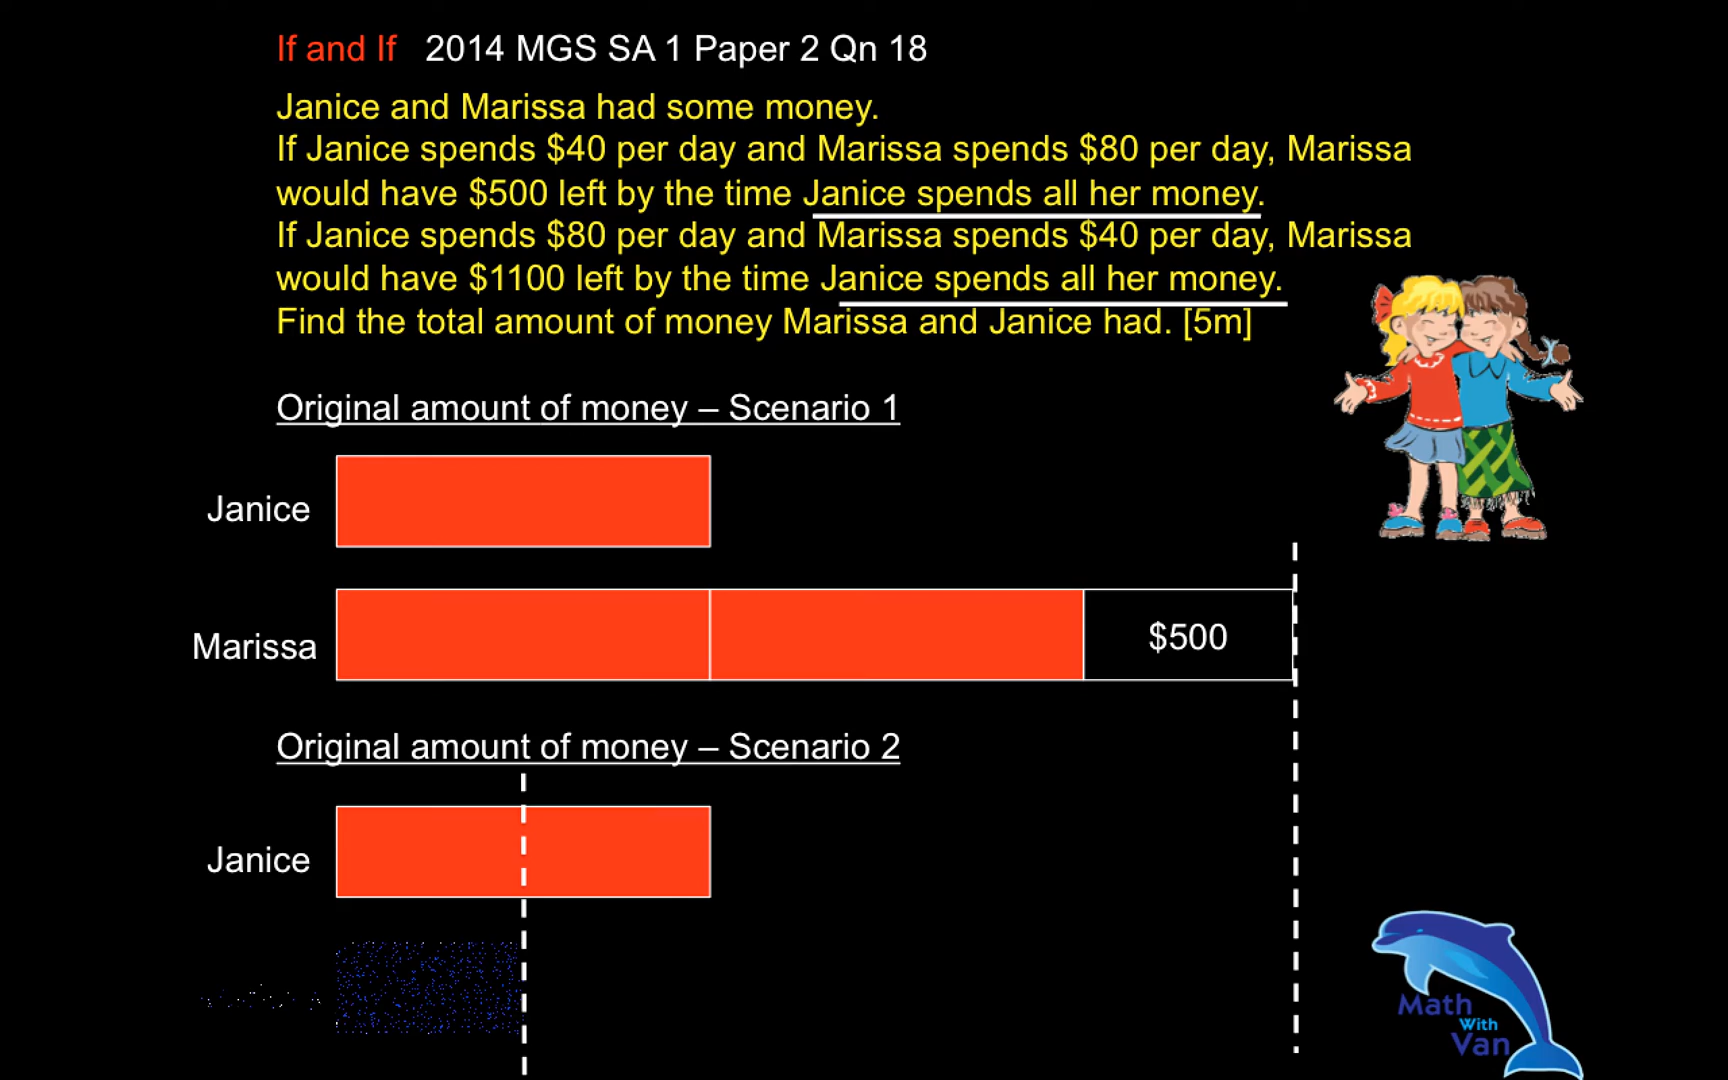 If and If 2014 MGS SA 1 Paper 2 Qn 18
Janice and Marissa had some money.
If Janice spends $40 per day and Marissa spends $80 per day, Marissa
would have $500 left by the time Janice spends all her money.
If Janice spends $80 per day and Marissa spends $40 per day, Marissa
would have $1100 left by the time Janice spends all her money.
Find the total amount of money Marissa and Janice had. [5m]
Original amount of money – Scenario 1
Janice
Marissa
$500
Original amount of money – Scenario 2
Janice
Math
With
Van